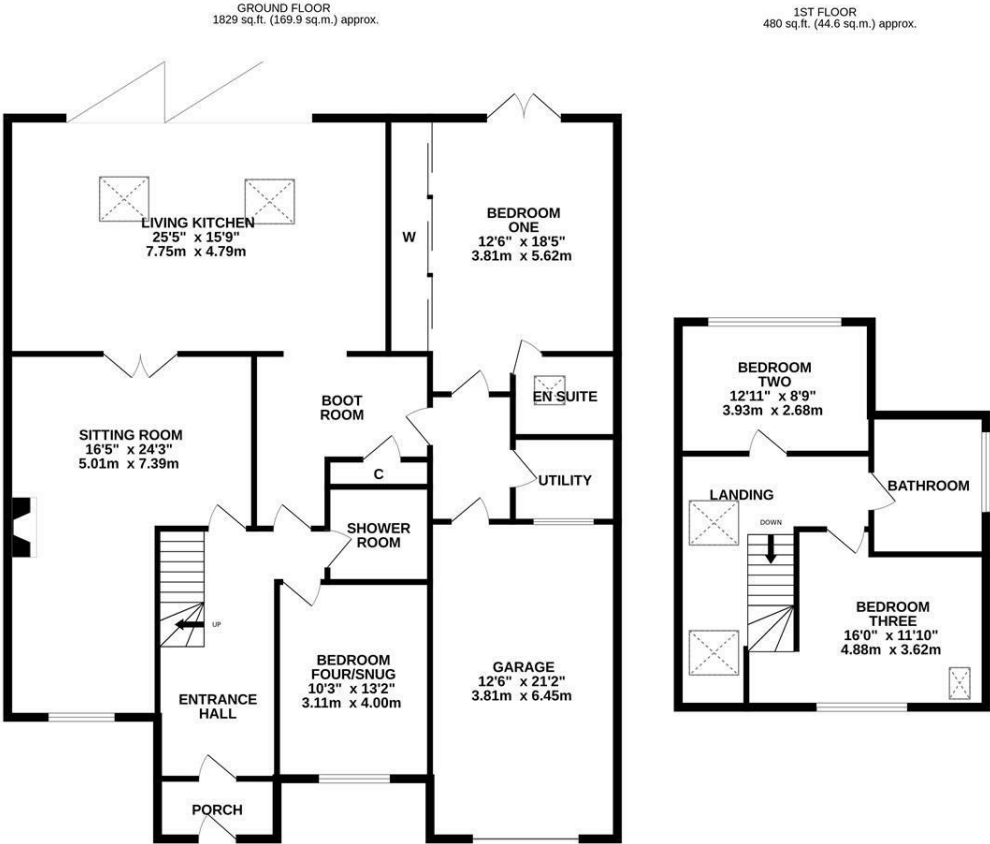 GROUND FLOOR
1829 sq.ft. (169.9 sq.m.) approx.
1ST FLOOR
480 sq.ft. (44.6 sq.m.) approx.
LIVING KITCHEN
25'5" x 15'9"
7.75m x 4.79m
W
BEDROOM
ONE
12'6" x 18'5"
3.81m x 5.62m
BOOT
ROOM
EN SUITE
SITTING ROOM
16'5" x 24'3"
5.01m x 7.39m
C
UTILITY
SHOWER
ROOM
UP
BEDROOM
FOUR/SNUG
10'3" x 13'2"
3.11m x 4.00m
GARAGE
12'6" x 21'2"
3.81m x 6.45m
ENTRANCE
HALL
PORCH
BEDROOM
TWO
12'11" x 8'9"
3.93m x 2.68m
LANDING
BATHROOM
DOWN
BEDROOM
THREE
16'0" x 11'10"
4.88m x 3.62m